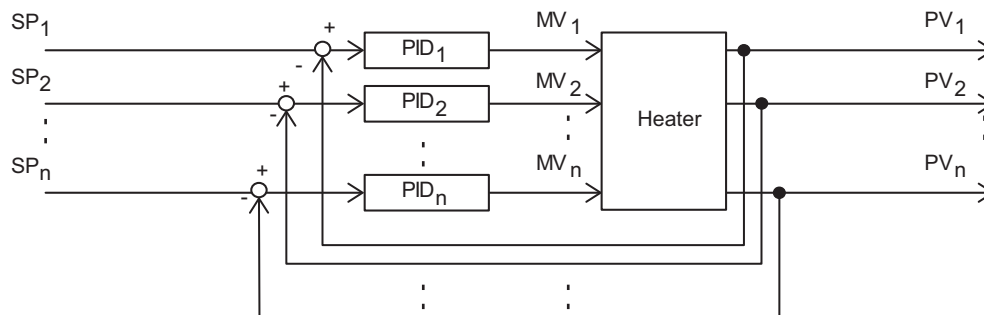 SP1 + - PID1 MV1 PV1
SP2 + - PID2 MV2 PV2
Heater
SPn + - PIDn MVn PVn